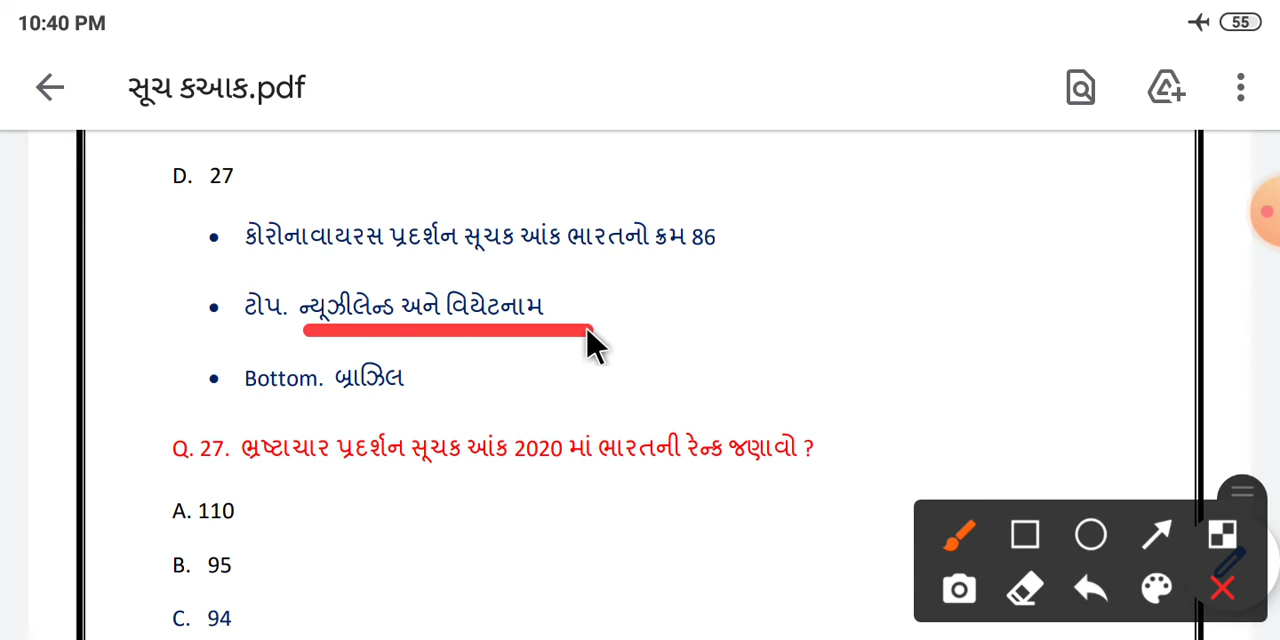 10:40 PM
55
સૂચ કઆક.pdf
D. 27
• કોરોનાવાયરસ પ્રદર્શન સૂચક આંક ભારતનો ક્રમ 86
• ટોપ. ન્યૂઝીલેન્ડ અને વિયેટનામ
• Bottom. બ્રાઝિલ
Q. 27. ભ્રષ્ટાચાર પ્રદર્શન સૂચક આંક 2020 માં ભારતની રેન્ક જણાવો ?
A. 110
B. 95
C. 94